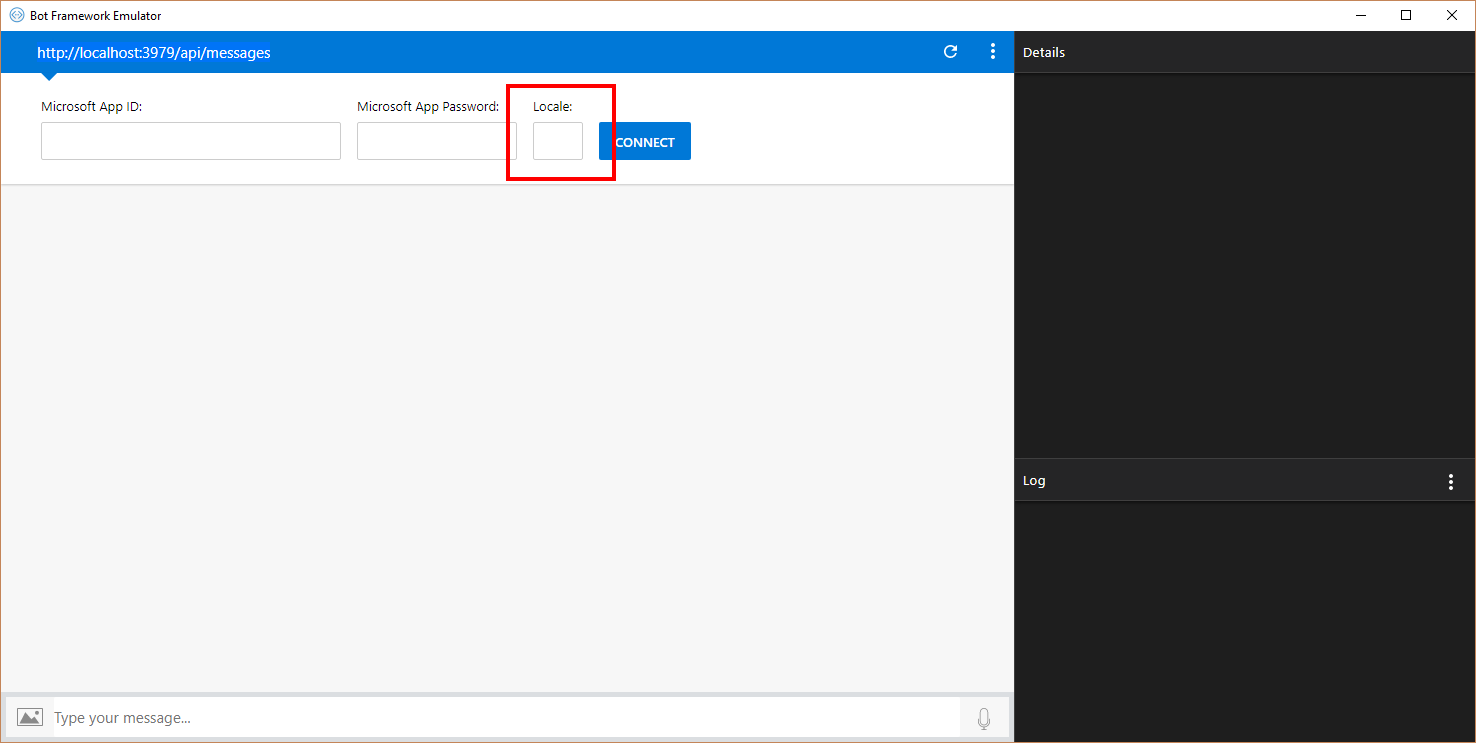 Bot Framework Emulator
http://localhost:3979/api/messages
Details
Microsoft App ID:
Microsoft App Password:
Locale:
CONNECT
Log
Type your message...